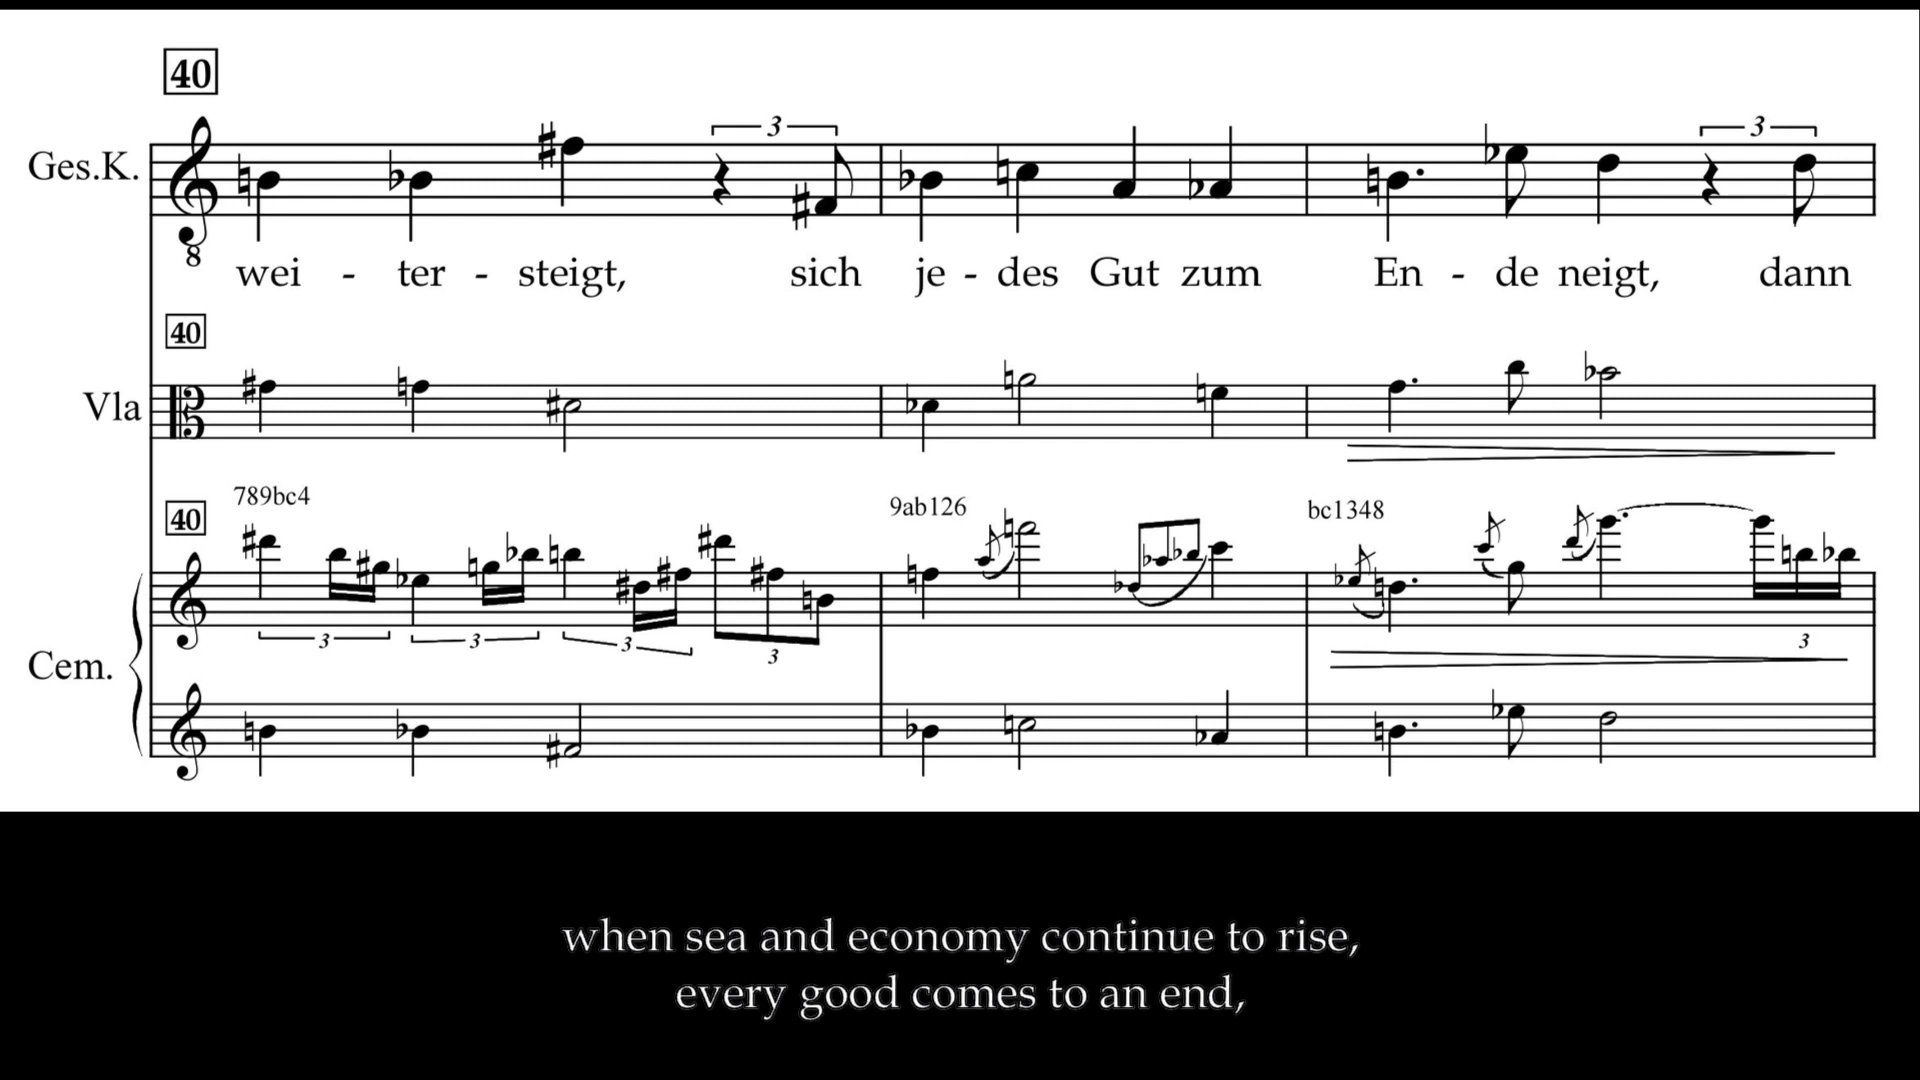 40
3
3
Ges.K.
8
wei - ter - steigt, sich je - des Gut zum En - de neigt, dann
40
Vla
789bc4
9ab126
bc1348
40
3
3
3
3
3
Cem.
when sea and economy continue to rise,
every good comes to an end,